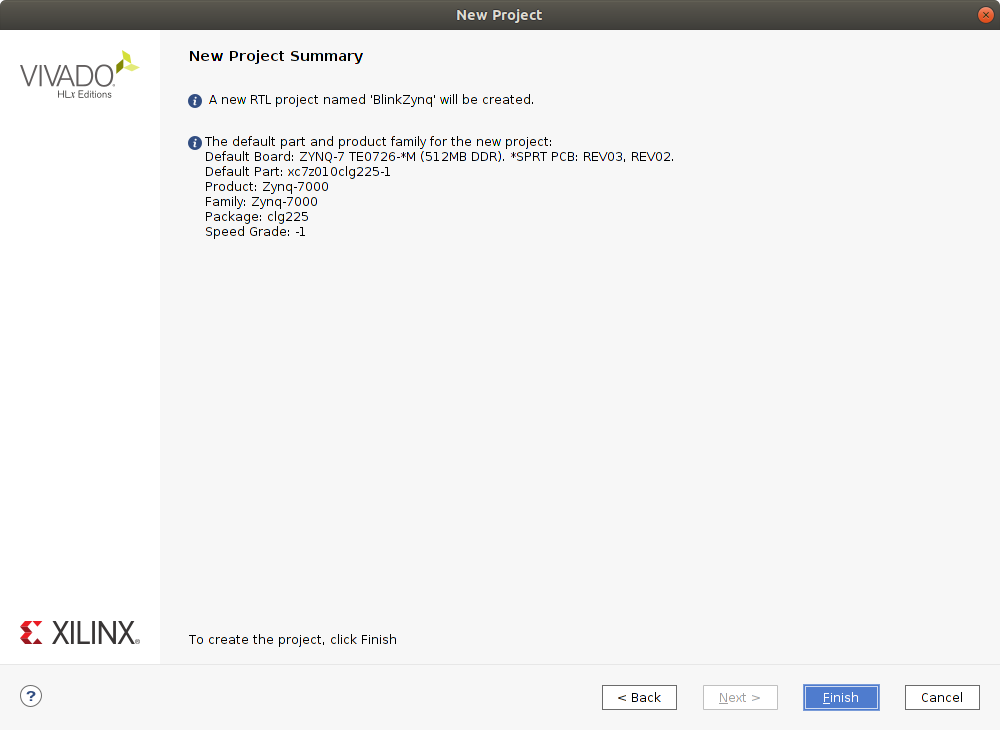 New Project
VIVADO
HLx Editions
New Project Summary
A new RTL project named 'BlinkZynq' will be created.
The default part and product family for the new project:
Default Board: ZYNQ-7 TE0726-*M (512MB DDR). *SPRT PCB: REV03, REV02.
Default Part: xc7z010clg225-1
Product: Zynq-7000
Family: Zynq-7000
Package: clg225
Speed Grade: -1
XILINX
To create the project, click Finish
?
< Back
Next >
Finish
Cancel